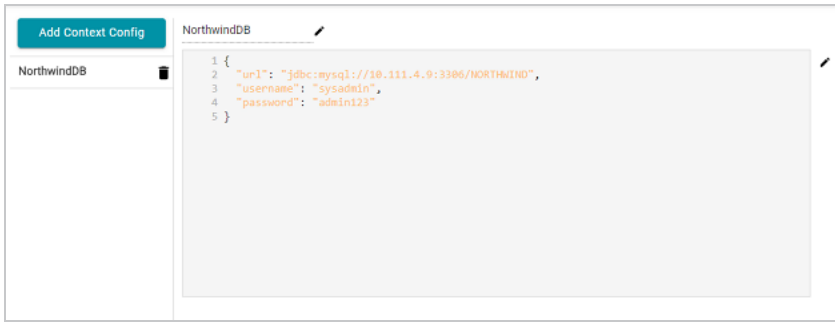 Add Context Config
NorthwindDB
NorthwindDB
1 {
2 "url": "jdbc:mysql://10.111.4.9:3306/NORTHWIND",
3 "username": "sysadmin",
4 "password": "admin123"
5 }